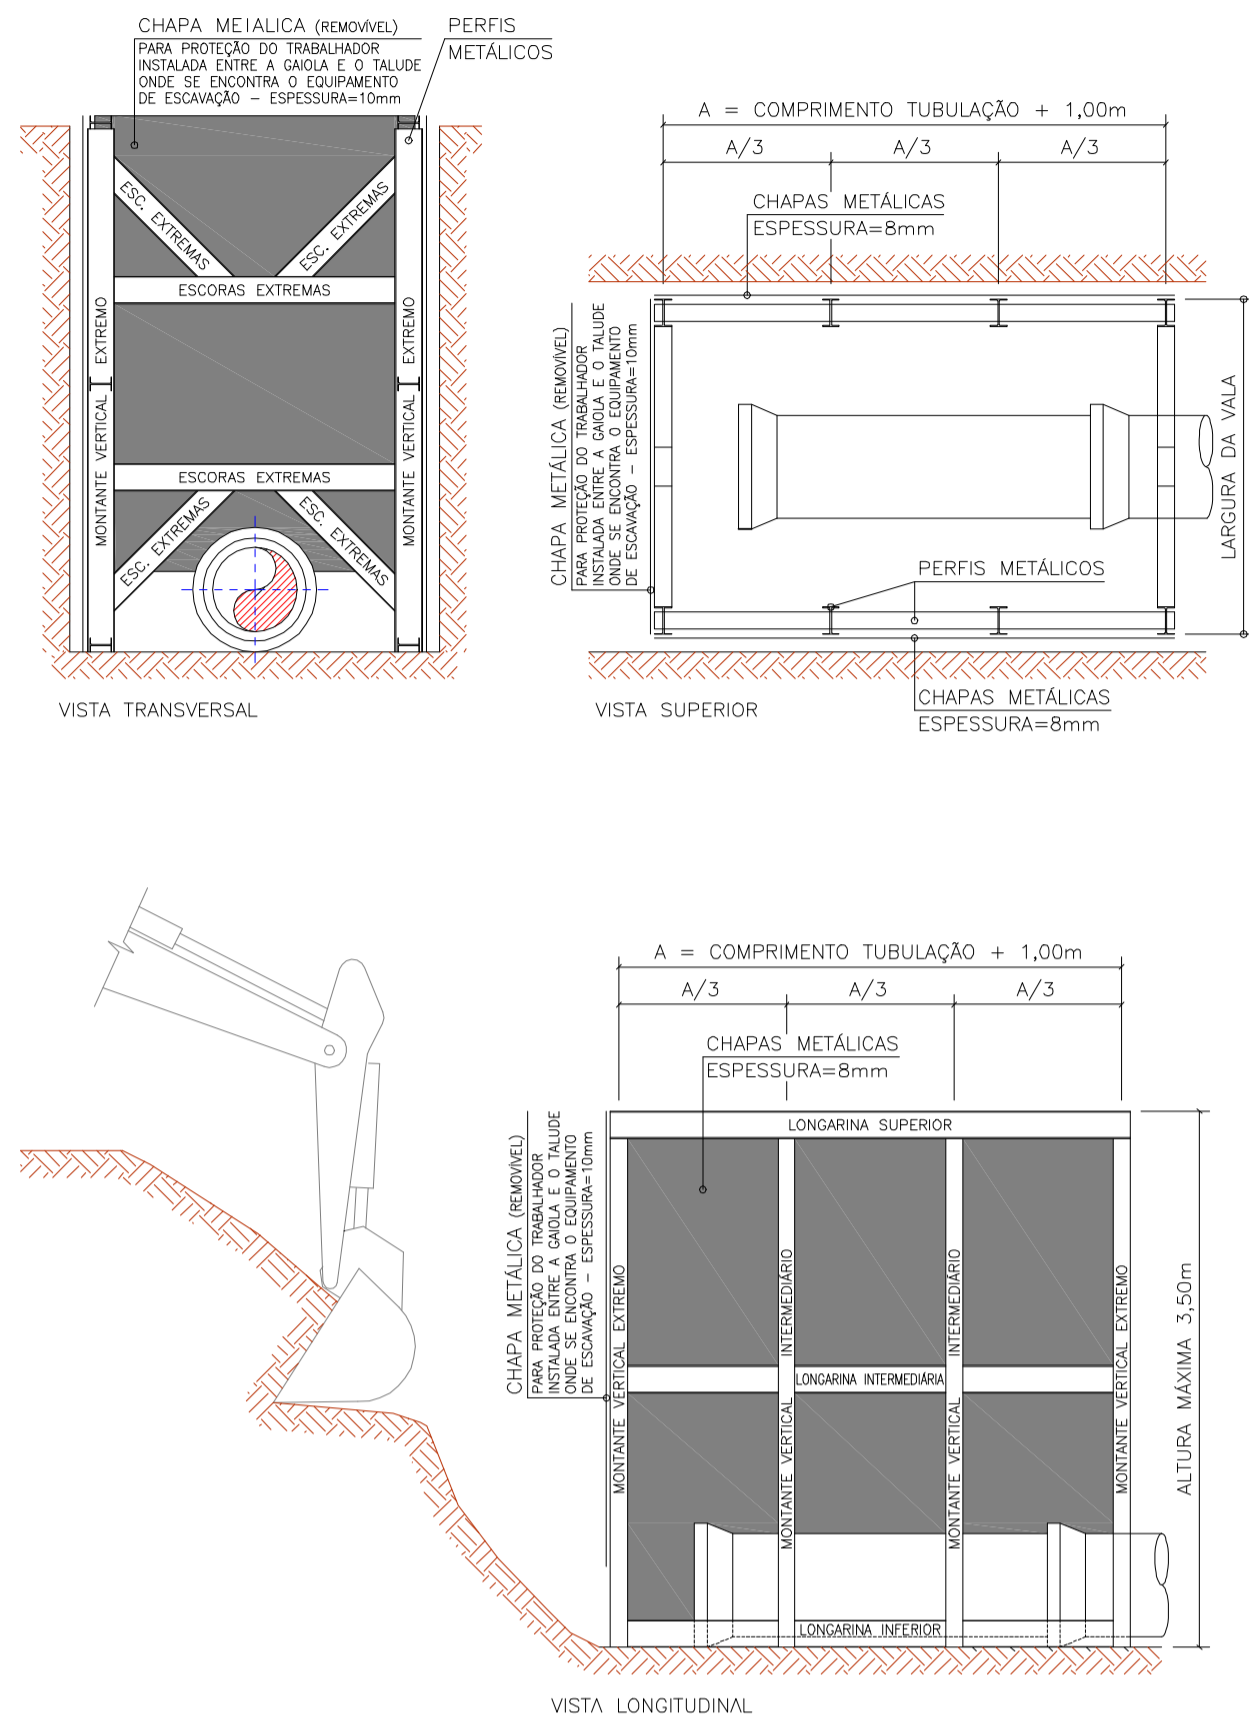 CHAPA METALICA (REMOVÍVEL)
PARA PROTEÇÃO DO TRABALHADOR
INSTALADA ENTRE A GAIOLA E O TALUDE
ONDE SE ENCONTRA O EQUIPAMENTO
DE ESCAVAÇÃO – ESPESSURA=10mm
PERFIS
METÁLICOS
ESC. EXTREMAS
ESC. EXTREMAS
ESCORAS EXTREMAS
MONTANTE VERTICAL EXTREMO
MONTANTE VERTICAL EXTREMO
ESCORAS EXTREMAS
ESC. EXTREMAS
ESC. EXTREMAS
VISTA TRANSVERSAL
A = COMPRIMENTO TUBULAÇÃO + 1,00m
A/3
A/3
A/3
CHAPAS METÁLICAS
ESPESSURA=8mm
CHAPA METÁLICA (REMOVÍVEL)
PARA PROTEÇÃO DO TRABALHADOR
INSTALADA ENTRE A GAIOLA E O TALUDE
ONDE SE ENCONTRA O EQUIPAMENTO
DE ESCAVAÇÃO – ESPESSURA=10mm
LARGURA DA VALA
PERFIS METÁLICOS
CHAPAS METÁLICAS
ESPESSURA=8mm
VISTA SUPERIOR
A = COMPRIMENTO TUBULAÇÃO + 1,00m
A/3
A/3
A/3
CHAPAS METÁLICAS
ESPESSURA=8mm
LONGARINA SUPERIOR
CHAPA METÁLICA (REMOVÍVEL)
PARA PROTEÇÃO DO TRABALHADOR
INSTALADA ENTRE A GAIOLA E O TALUDE
ONDE SE ENCONTRA O EQUIPAMENTO
DE ESCAVAÇÃO – ESPESSURA=10mm
MONTANTE VERTICAL EXTREMO
MONTANTE VERTICAL INTERMEDIÁRIO
MONTANTE VERTICAL INTERMEDIÁRIO
MONTANTE VERTICAL EXTREMO
ALTURA MÁXIMA 3,50m
LONGARINA INTERMEDIÁRIA
LONGARINA INFERIOR
VISTA LONGITUDINAL